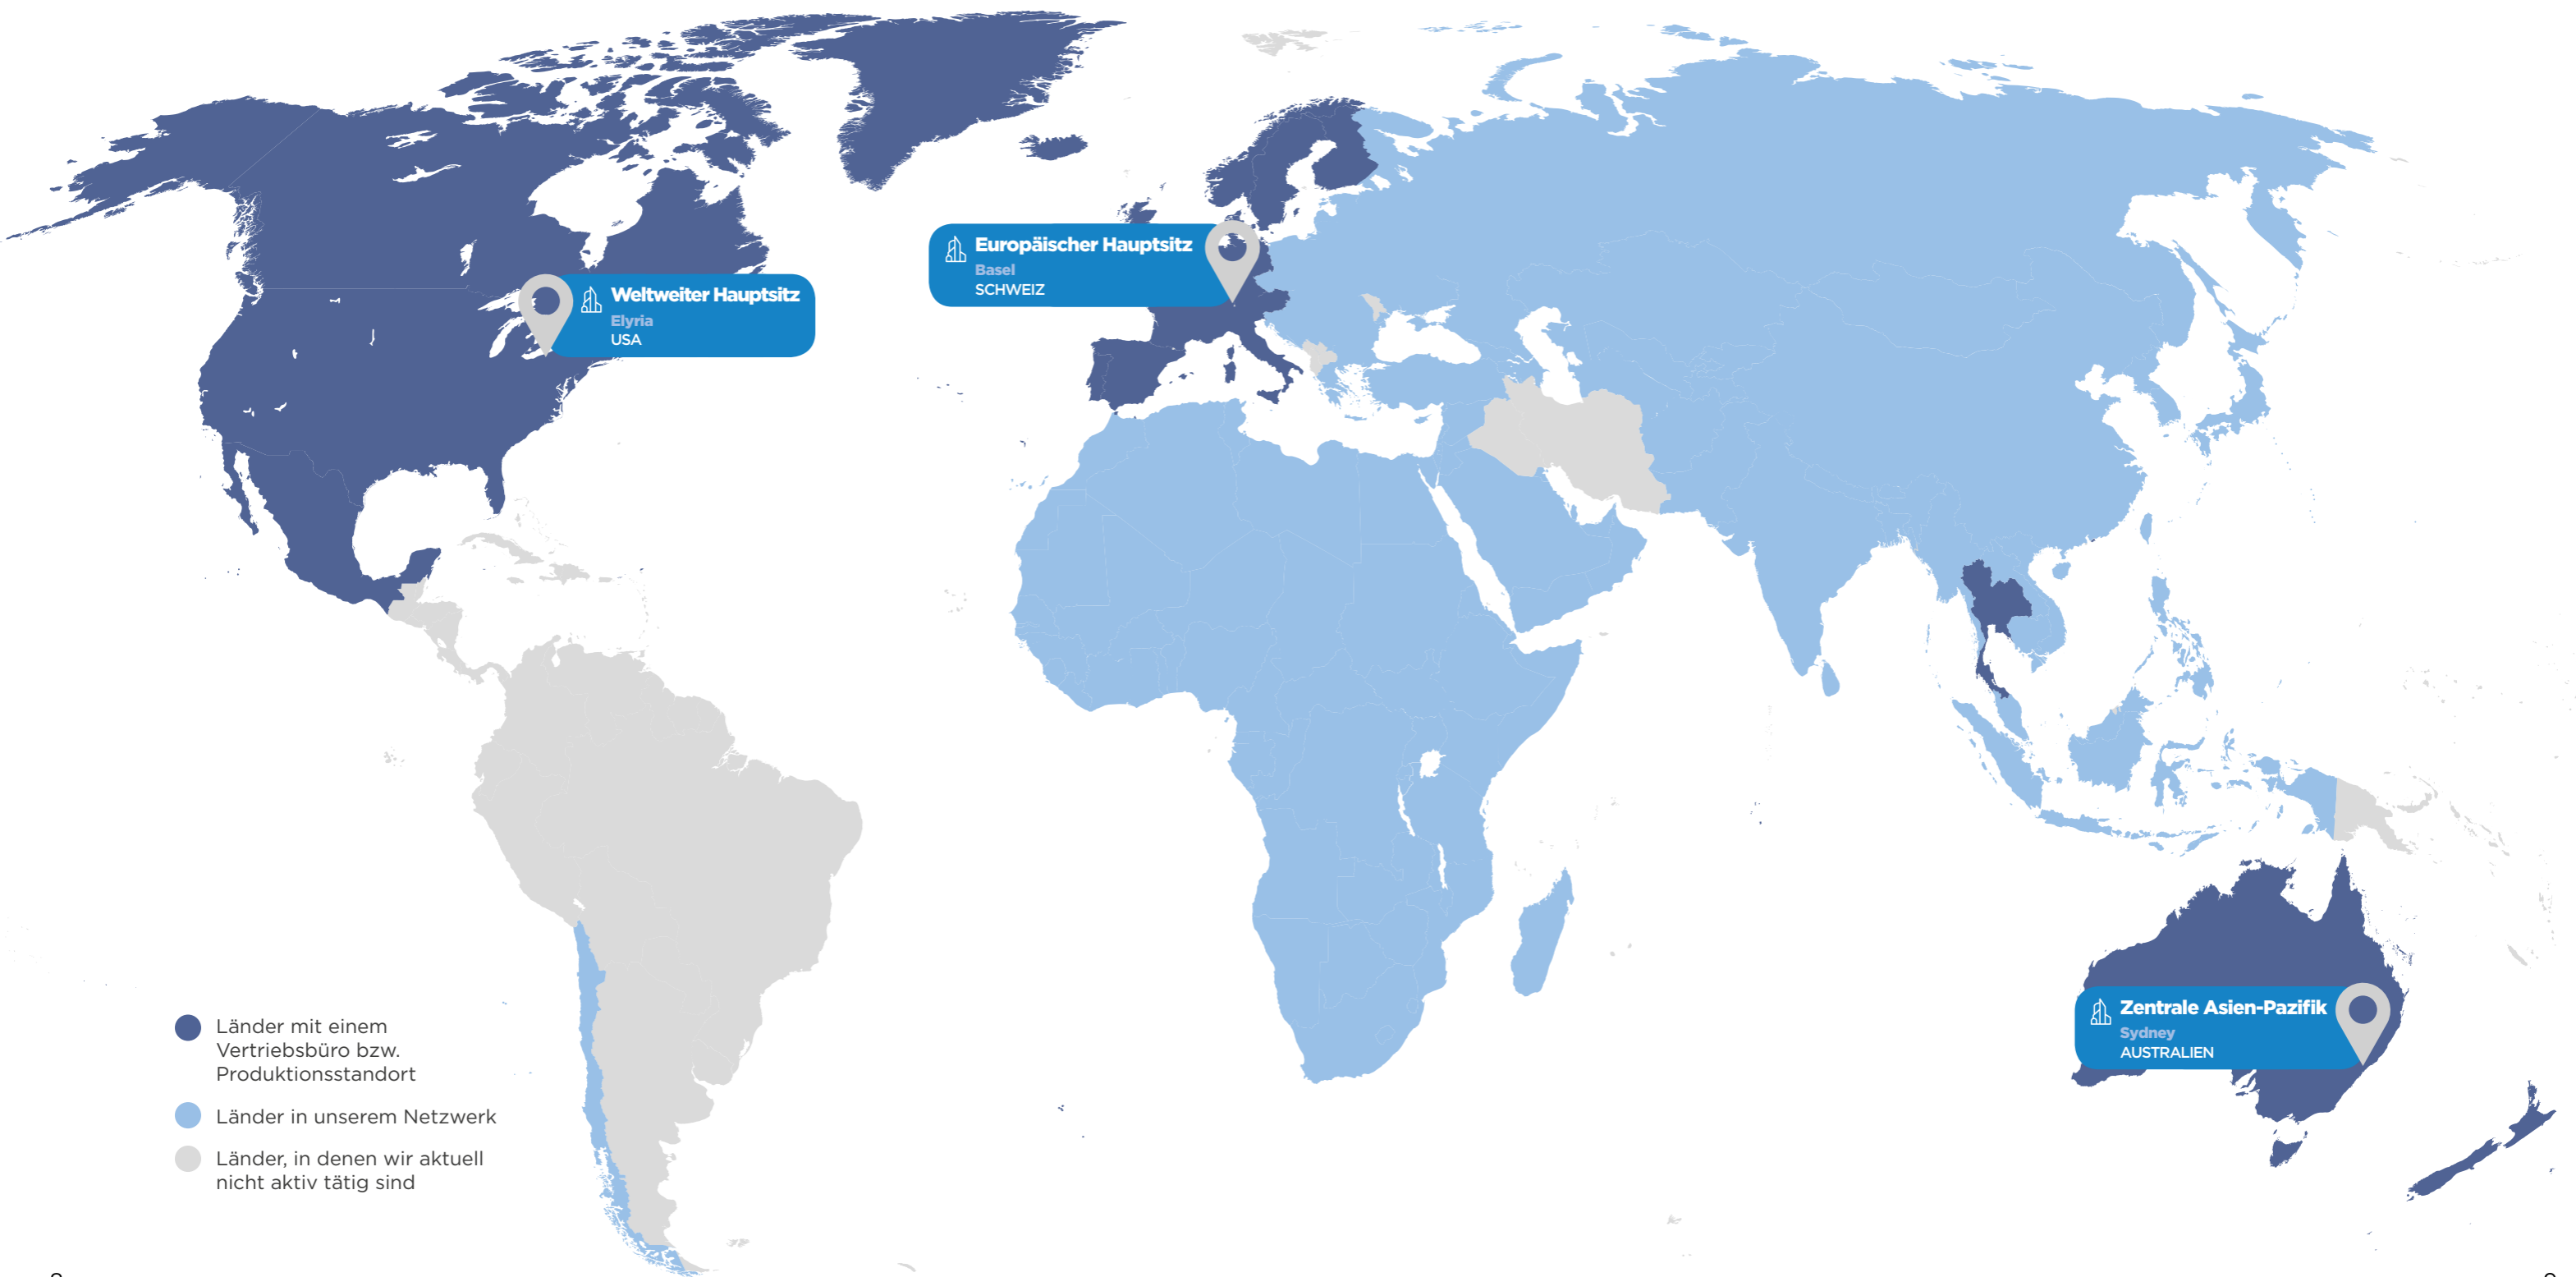 Europäischer Hauptsitz
Basel
SCHWEIZ
Weltweiter Hauptsitz
Elyria
USA
Zentrale Asien-Pazifik
Sydney
AUSTRALIEN
Länder mit einem
Vertriebsbüro bzw.
Produktionsstandort
Länder in unserem Netzwerk
Länder, in denen wir aktuell
nicht aktiv tätig sind